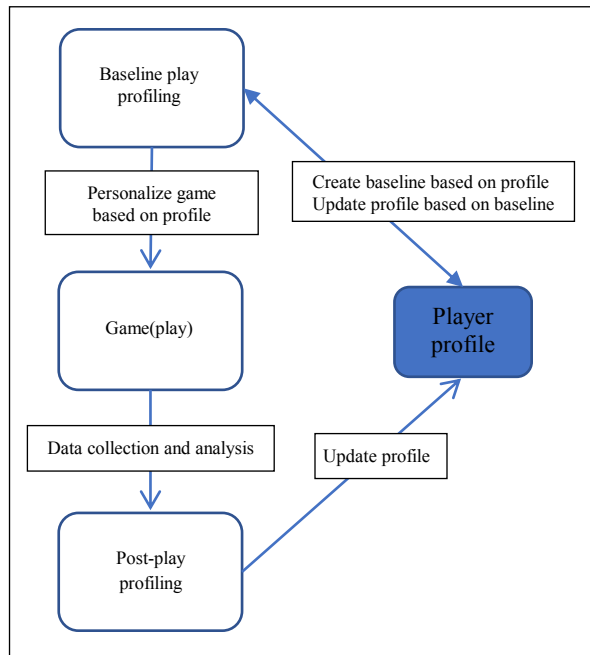 Baseline play
profiling
Personalize game
based on profile
Create baseline based on profile
Update profile based on baseline
Game(play)
Player
profile
Data collection and analysis
Update profile
Post-play
profiling